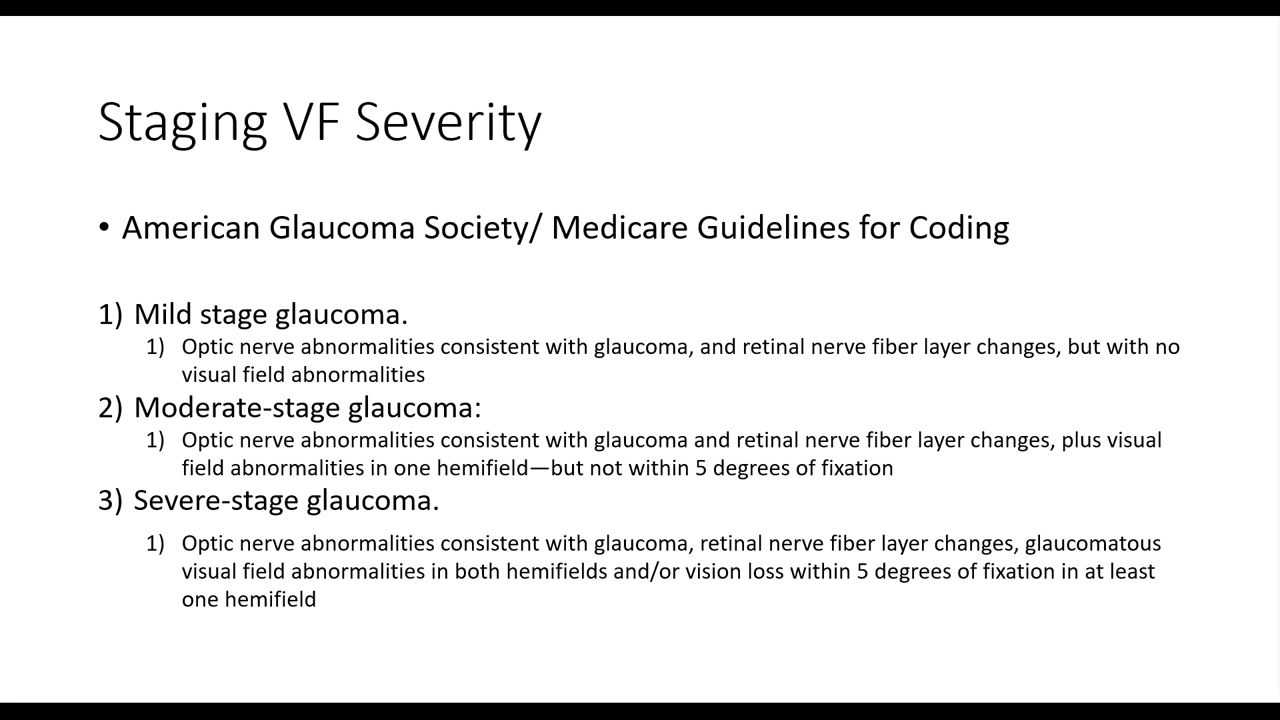 Staging VF Severity
• American Glaucoma Society/ Medicare Guidelines for Coding
1) Mild stage glaucoma.
1) Optic nerve abnormalities consistent with glaucoma, and retinal nerve fiber layer changes, but with no
visual field abnormalities
2) Moderate-stage glaucoma:
1) Optic nerve abnormalities consistent with glaucoma and retinal nerve fiber layer changes, plus visual
field abnormalities in one hemifield—but not within 5 degrees of fixation
3) Severe-stage glaucoma.
1) Optic nerve abnormalities consistent with glaucoma, retinal nerve fiber layer changes, glaucomatous
visual field abnormalities in both hemifields and/or vision loss within 5 degrees of fixation in at least
one hemifield